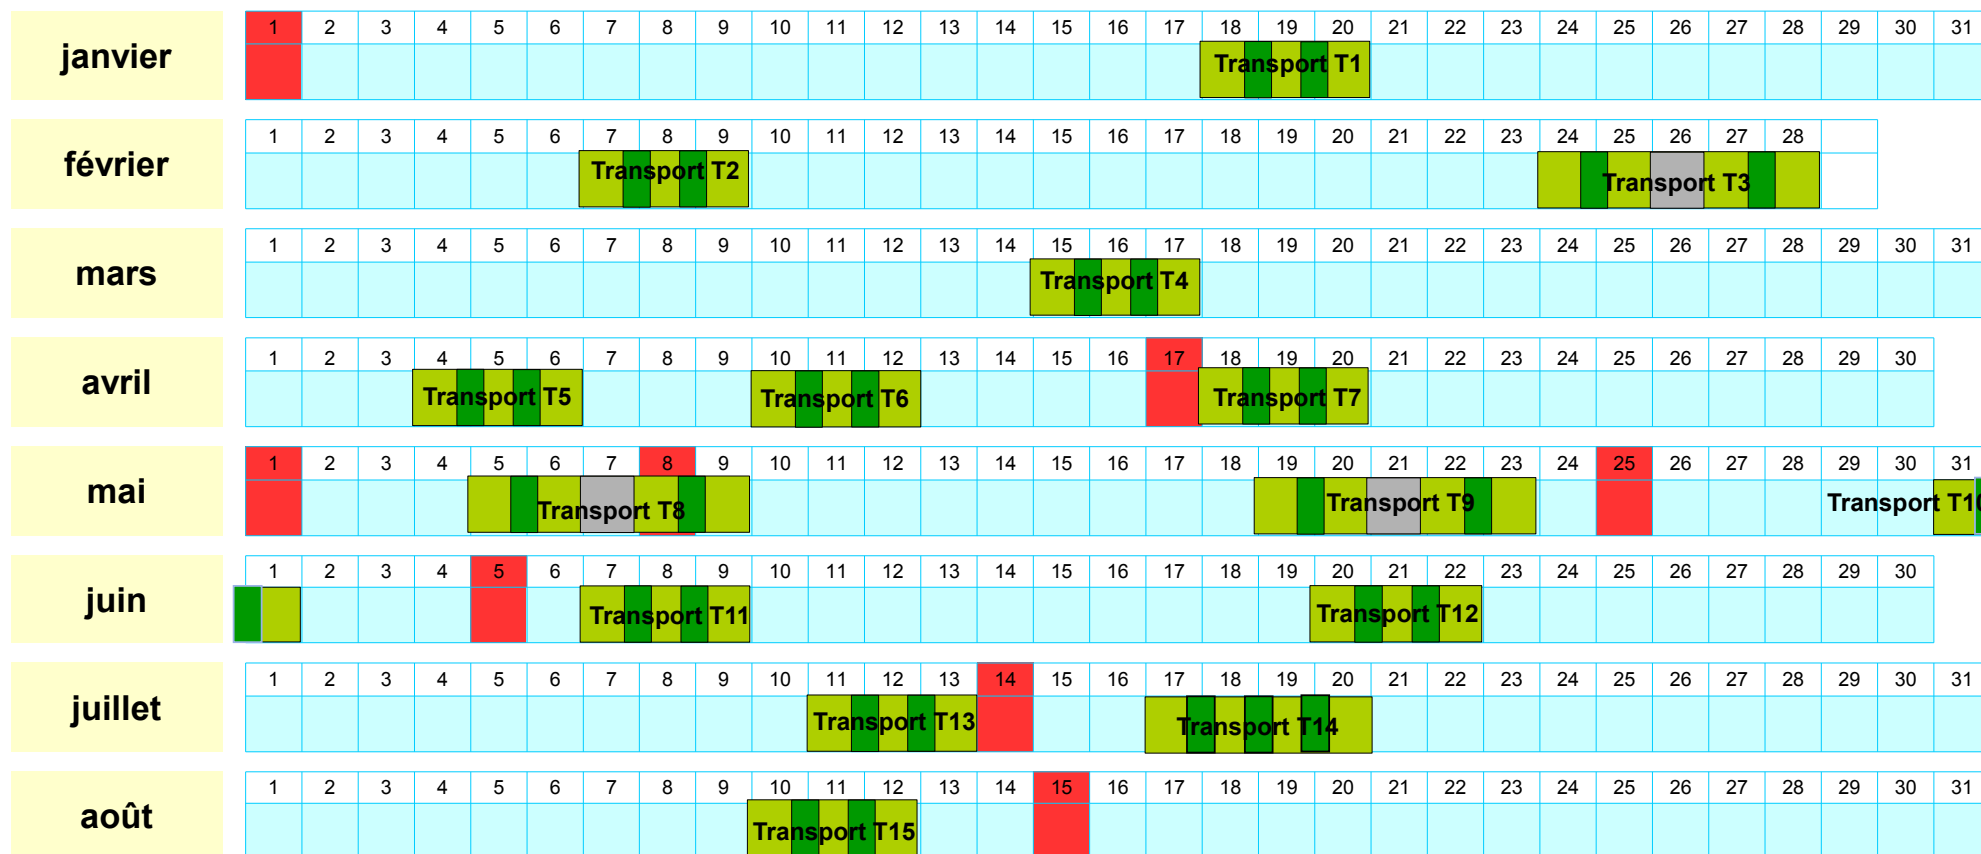 janvier
1 2 3 4 5 6 7 8 9 10 11 12 13 14 15 16 17 18 19 20 21 22 23 24 25 26 27 28 29 30 31
Transport T1
février
1 2 3 4 5 6 7 8 9 10 11 12 13 14 15 16 17 18 19 20 21 22 23 24 25 26 27 28
Transport T2 Transport T3
mars
1 2 3 4 5 6 7 8 9 10 11 12 13 14 15 16 17 18 19 20 21 22 23 24 25 26 27 28 29 30 31
Transport T4
avril
1 2 3 4 5 6 7 8 9 10 11 12 13 14 15 16 17 18 19 20 21 22 23 24 25 26 27 28 29 30
Transport T5 Transport T6 Transport T7
mai
1 2 3 4 5 6 7 8 9 10 11 12 13 14 15 16 17 18 19 20 21 22 23 24 25 26 27 28 29 30 31
Transport T8 Transport T9 Transport T10
juin
1 2 3 4 5 6 7 8 9 10 11 12 13 14 15 16 17 18 19 20 21 22 23 24 25 26 27 28 29 30
Transport T11 Transport T12
juillet
1 2 3 4 5 6 7 8 9 10 11 12 13 14 15 16 17 18 19 20 21 22 23 24 25 26 27 28 29 30 31
Transport T13 Transport T14
août
1 2 3 4 5 6 7 8 9 10 11 12 13 14 15 16 17 18 19 20 21 22 23 24 25 26 27 28 29 30 31
Transport T15